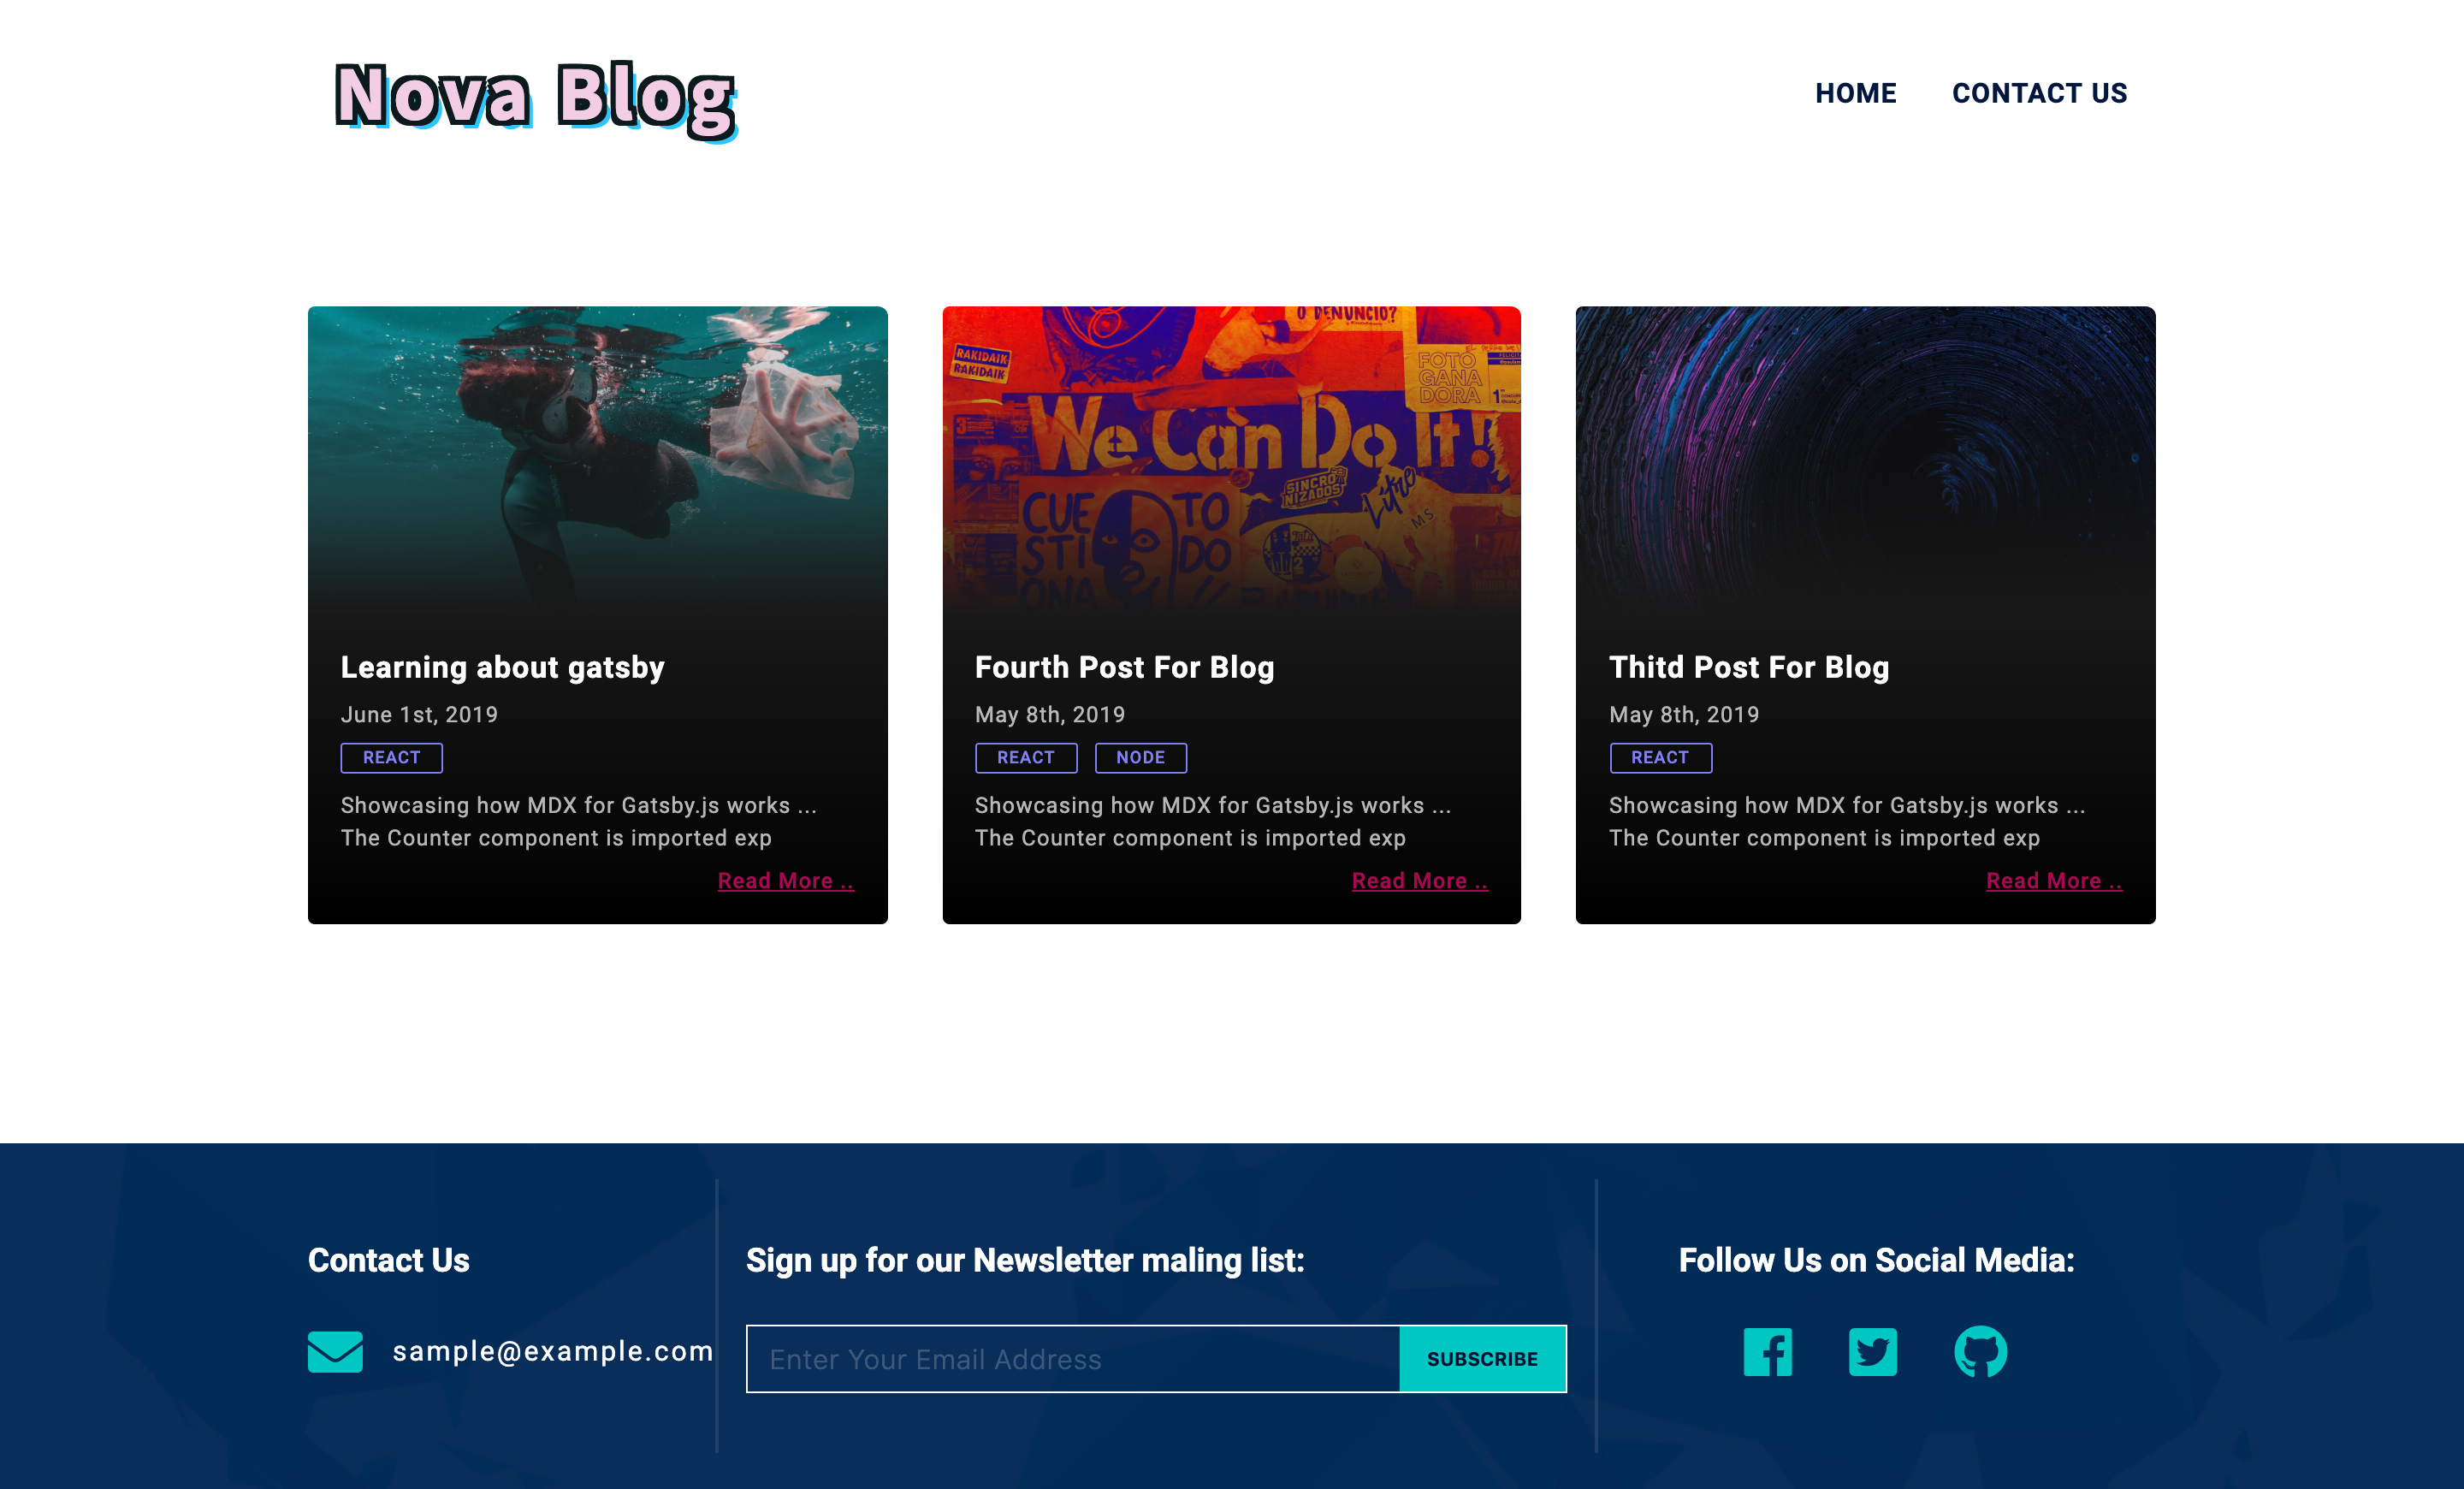 Nova Blog
HOME CONTACT US
O DENUNCIO?
RAKIDAIK
RAKIDAIK
FOTO
GANA
DORA
We Can Do It!
SINCRO
NIZADOS
CUE TO
STI DO
ONA
Learning about gatsby
June 1st, 2019
REACT
Showcasing how MDX for Gatsby.js works ...
The Counter component is imported exp
Read More ..
Fourth Post For Blog
May 8th, 2019
REACT NODE
Showcasing how MDX for Gatsby.js works ...
The Counter component is imported exp
Read More ..
Thitd Post For Blog
May 8th, 2019
REACT
Showcasing how MDX for Gatsby.js works ...
The Counter component is imported exp
Read More ..
Contact Us
sample@example.com
Sign up for our Newsletter maling list:
Enter Your Email Address
SUBSCRIBE
Follow Us on Social Media: